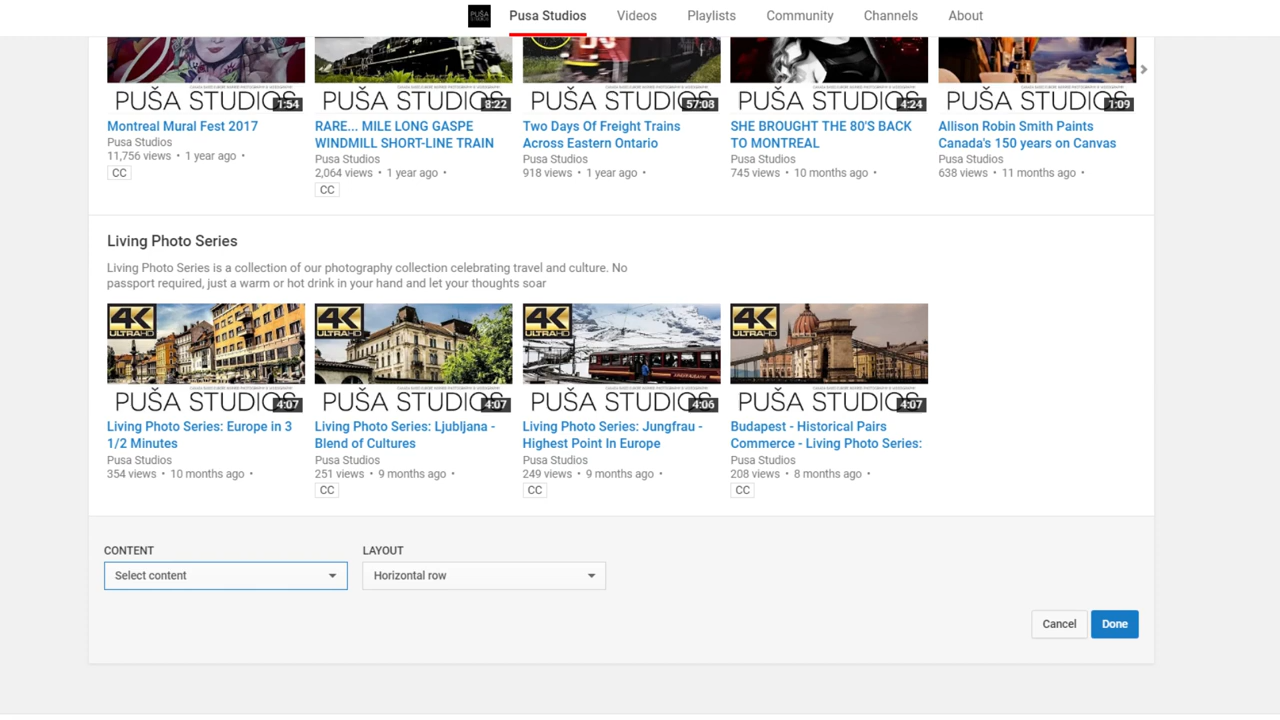 PUŠA STUDIOS
Pusa Studios Videos Playlists Community Channels About
PUŠA STUDIOS 1:54
PUŠA STUDIOS 8:22
PUŠA STUDIOS 57:08
PUŠA STUDIOS 4:24
PUŠA STUDIOS 1:09
Montreal Mural Fest 2017
Pusa Studios
11,756 views • 1 year ago •
CC
RARE... MILE LONG GASPE
WINDMILL SHORT-LINE TRAIN
Pusa Studios
2,064 views • 1 year ago •
CC
Two Days Of Freight Trains
Across Eastern Ontario
Pusa Studios
918 views • 1 year ago •
SHE BROUGHT THE 80'S BACK
TO MONTREAL
Pusa Studios
745 views • 10 months ago •
Allison Robin Smith Paints
Canada's 150 years on Canvas
Pusa Studios
638 views • 11 months ago •
Living Photo Series
Living Photo Series is a collection of our photography collection celebrating travel and culture. No
passport required, just a warm or hot drink in your hand and let your thoughts soar
4K
ULTRA HD
PUŠA STUDIOS 4:07
Living Photo Series: Europe in 3
1/2 Minutes
Pusa Studios
354 views • 10 months ago •
4K
ULTRA HD
PUŠA STUDIOS 4:07
Living Photo Series: Ljubljana -
Blend of Cultures
Pusa Studios
251 views • 9 months ago •
CC
4K
ULTRA HD
PUŠA STUDIOS 4:06
Living Photo Series: Jungfrau -
Highest Point In Europe
Pusa Studios
249 views • 9 months ago •
CC
4K
ULTRA HD
PUŠA STUDIOS 4:07
Budapest - Historical Pairs
Commerce - Living Photo Series:
Pusa Studios
208 views • 8 months ago •
CC
CONTENT
Select content
LAYOUT
Horizontal row
Cancel Done